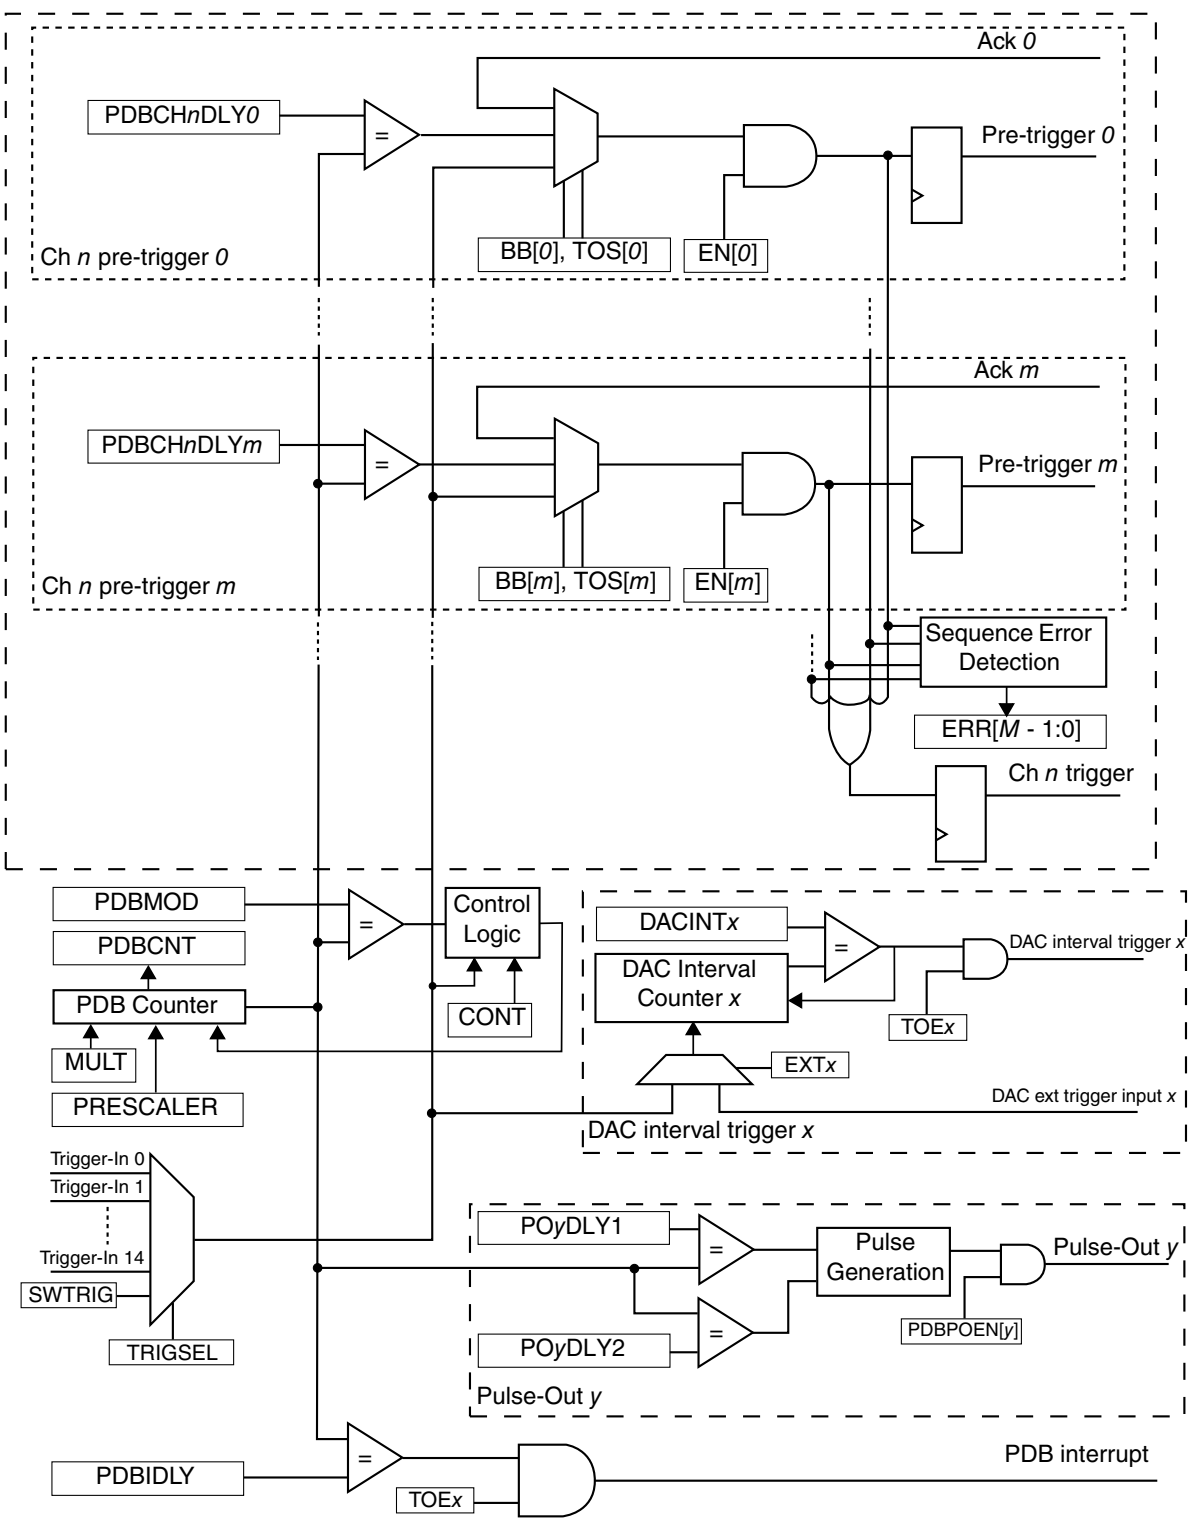 Ack 0
PDBCHnDLY0
=
Pre-trigger 0
BB[0], TOS[0]
EN[0]
Ch n pre-trigger 0
Ack m
PDBCHnDLYm
=
Pre-trigger m
BB[m], TOS[m]
EN[m]
Ch n pre-trigger m
Sequence Error
Detection
ERR[M - 1:0]
Ch n trigger
PDBMOD
=
Control
Logic
PDBCNT
PDB Counter
CONT
MULT
PRESCALER
DACINTx
=
DAC interval trigger x
DAC Interval
Counter x
TOEx
EXTx
DAC ext trigger input x
DAC interval trigger x
Trigger-In 0
Trigger-In 1
Trigger-In 14
SWTRIG
TRIGSEL
POyDLY1
=
Pulse
Generation
Pulse-Out y
PDBPOEN[y]
=
POyDLY2
Pulse-Out y
PDB interrupt
=
PDBIDLY
TOEx